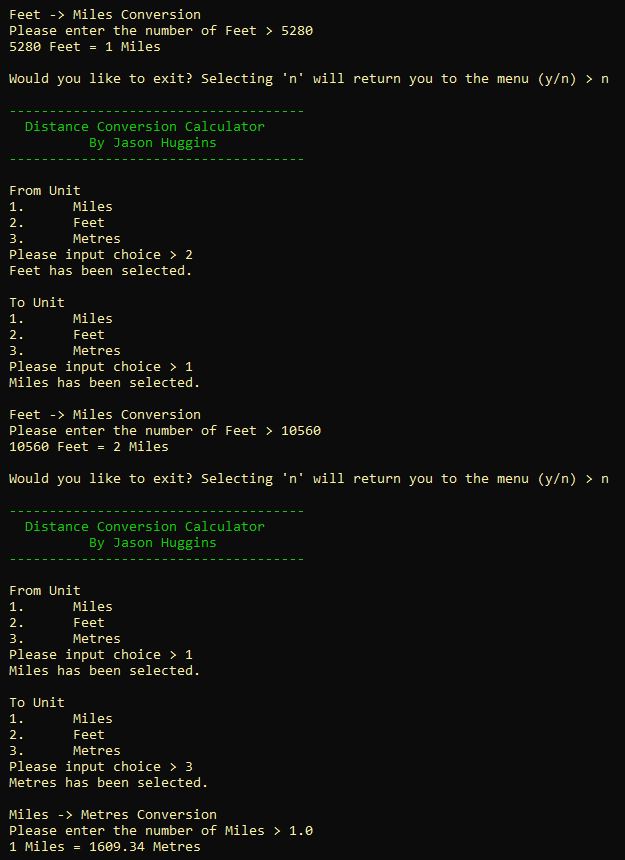 Feet -> Miles Conversion
Please enter the number of Feet > 5280
5280 Feet = 1 Miles
Would you like to exit? Selecting 'n' will return you to the menu (y/n) > n
-------------------------------------
Distance Conversion Calculator
By Jason Huggins
-------------------------------------
From Unit
1. Miles
2. Feet
3. Metres
Please input choice > 2
Feet has been selected.
To Unit
1. Miles
2. Feet
3. Metres
Please input choice > 1
Miles has been selected.
Feet -> Miles Conversion
Please enter the number of Feet > 10560
10560 Feet = 2 Miles
Would you like to exit? Selecting 'n' will return you to the menu (y/n) > n
-------------------------------------
Distance Conversion Calculator
By Jason Huggins
-------------------------------------
From Unit
1. Miles
2. Feet
3. Metres
Please input choice > 1
Miles has been selected.
To Unit
1. Miles
2. Feet
3. Metres
Please input choice > 3
Metres has been selected.
Miles -> Metres Conversion
Please enter the number of Miles > 1.0
1 Miles = 1609.34 Metres